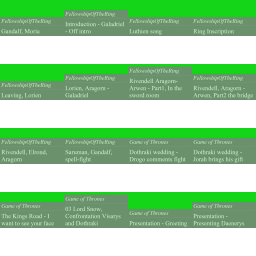 FellowshipOfTheRing
Gandalf, Moria
FellowshipOfTheRing
Introduction - Galadriel
- Off intro
FellowshipOfTheRing
Luthien song
FellowshipOfTheRing
Ring Inscription
FellowshipOfTheRing
Leaving, Lorien
FellowshipOfTheRing
Lorien, Aragorn -
Galadriel
FellowshipOfTheRing
Rivendell Aragorn-
Arwen - Part1, In the
sword room
FellowshipOfTheRing
Rivendell, Aragorn -
Arwen, Part2 the bridge
FellowshipOfTheRing
Rivendell, Elrond,
Aragorn
FellowshipOfTheRing
Saruman, Gandalf,
spell-fight
Game of Thrones
Dothraki wedding -
Drogo comments fight
Game of Thrones
Dothraki wedding -
Jorah brings his gift
Game of Thrones
The Kings Road - I
want to see your face
Game of Thrones
03 Lord Snow,
Confrontation Visarys
and Dothraki
Game of Thrones
Presentation - Greeting
Game of Thrones
Presentation -
Presenting Daenerys